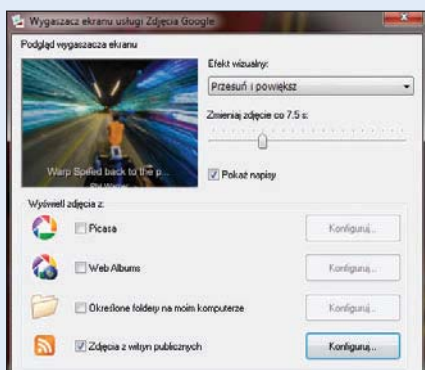 Wygaszacz ekranu usługi Zdjęcia Google
Podgląd wygaszacza ekranu
Efekt wizualny:
Przesuń i powiększ
Zmieniaj zdjęcie co 7.5 s:
Warp Speed back to the p...
Pokaż napisy
Wyświetl zdjęcia z:
Picasa
Konfiguruj...
Web Albums
Konfiguruj...
Określone foldery na moim komputerze
Konfiguruj...
Zdjęcia z witryn publicznych
Konfiguruj...